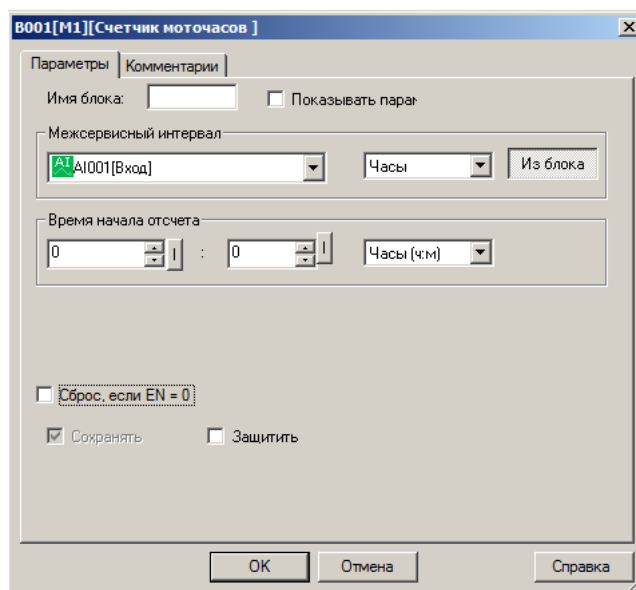 B001[M1][Счетчик моточасов ]
Параметры Комментарии
Имя блока: Показывать парам
Межсервисный интервал
AI AI001[Вход] Часы Из блока
Время начала отсчета
0 : 0 Часы (ч:м)
Сброс, если EN = 0
Сохранять Защитить
OK Отмена Справка